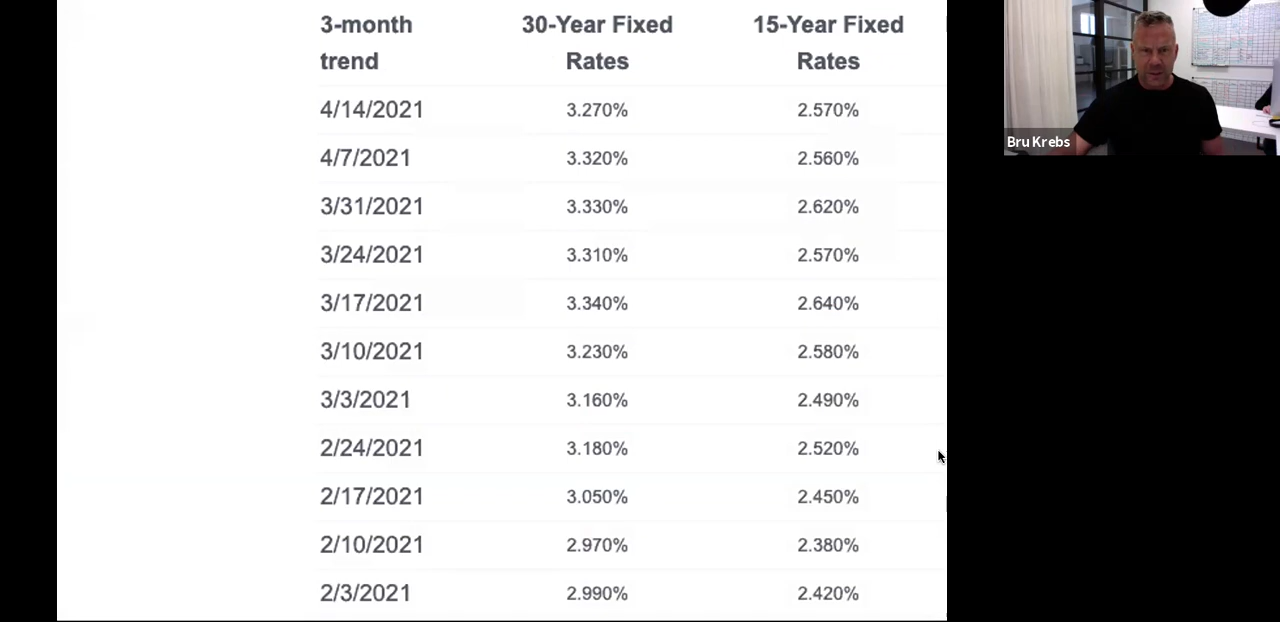 3-month 30-Year Fixed 15-Year Fixed
trend Rates Rates
4/14/2021 3.270% 2.570%
4/7/2021 3.320% 2.560%
3/31/2021 3.330% 2.620%
3/24/2021 3.310% 2.570%
3/17/2021 3.340% 2.640%
3/10/2021 3.230% 2.580%
3/3/2021 3.160% 2.490%
2/24/2021 3.180% 2.520%
2/17/2021 3.050% 2.450%
2/10/2021 2.970% 2.380%
2/3/2021 2.990% 2.420%
Bru Krebs